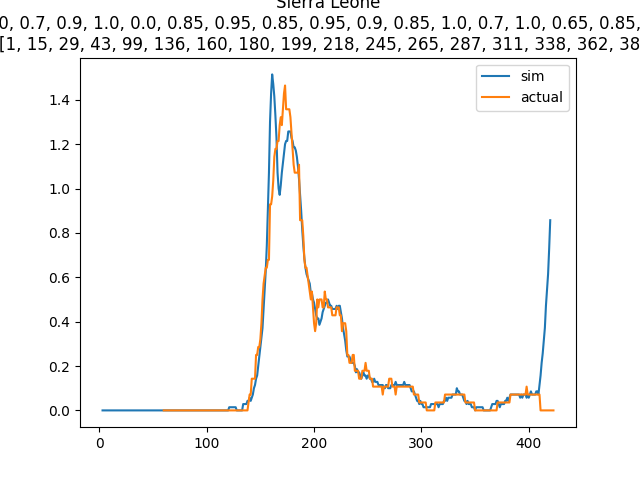 Sierra Leone
0, 0.7, 0.9, 1.0, 0.0, 0.85, 0.95, 0.85, 0.95, 0.9, 0.85, 1.0, 0.7, 1.0, 0.65, 0.85,
[1, 15, 29, 43, 99, 136, 160, 180, 199, 218, 245, 265, 287, 311, 338, 362, 38
sim
actual
1.4
1.2
1.0
0.8
0.6
0.4
0.2
0.0
0 100 200 300 400